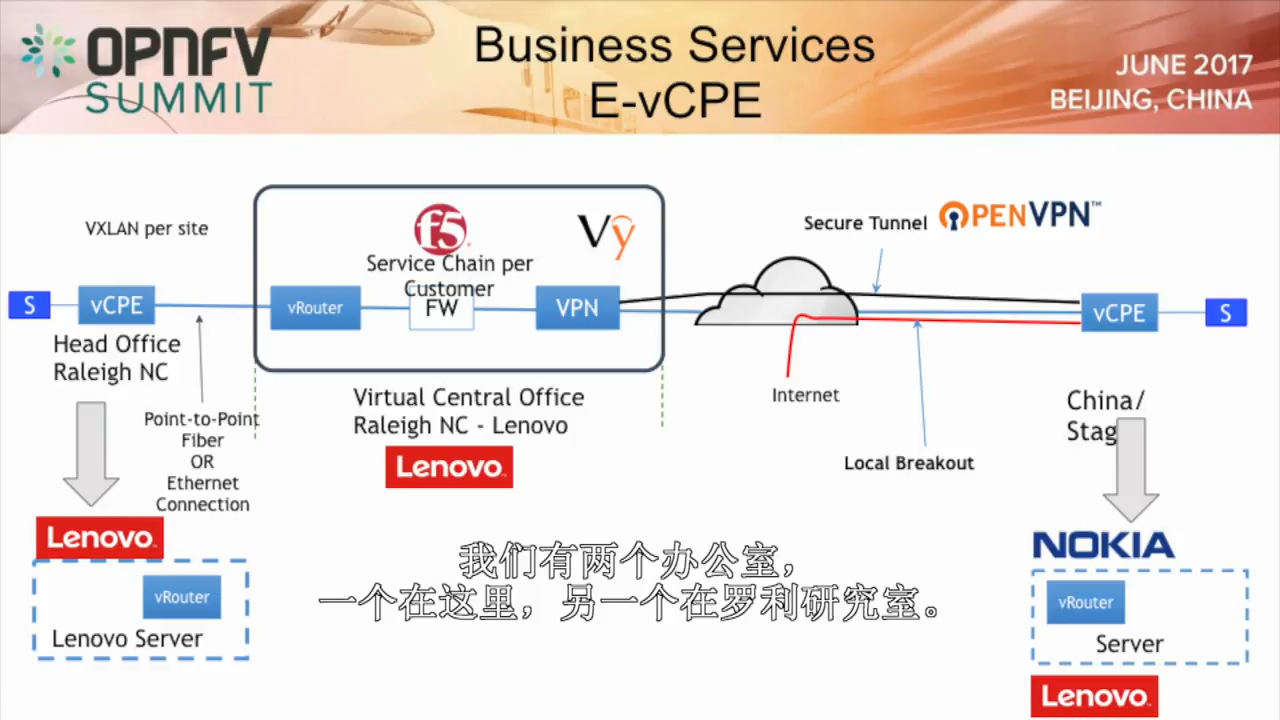 OPNFV
SUMMIT
Business Services
E-vCPE
JUNE 2017
BEIJING, CHINA
VXLAN per site
f5
Vy
Service Chain per
Customer
Secure Tunnel
OPENVPN™
S
vCPE
vRouter
FW
VPN
vCPE
S
Head Office
Raleigh NC
Point-to-Point
Fiber
OR
Ethernet
Connection
Virtual Central Office
Raleigh NC - Lenovo
Lenovo
Internet
Local Breakout
China/
Stag
Lenovo
vRouter
Lenovo Server
NOKIA
vRouter
Server
Lenovo
我们有两个办公室，
一个在这里，另一个在罗利研究室。